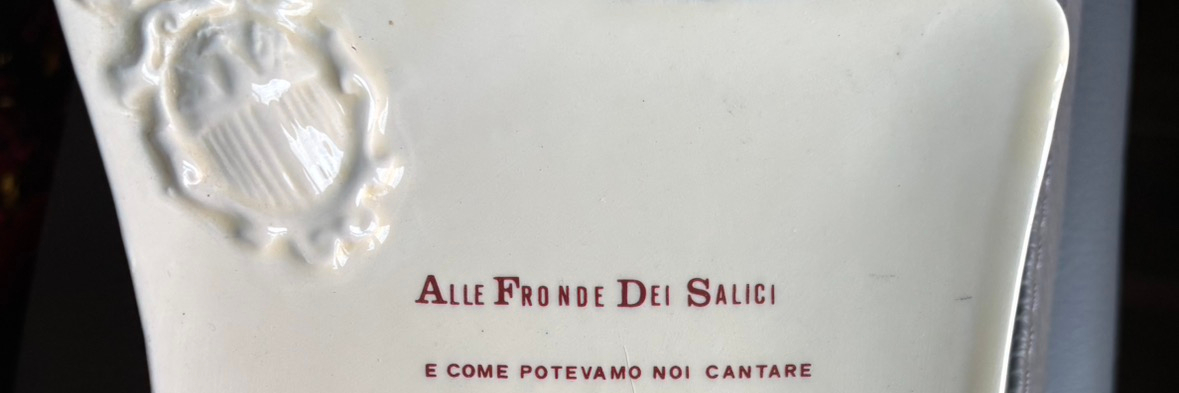 Alle Fronde Dei Salici
E COME POTEVAMO NOI CANTARE